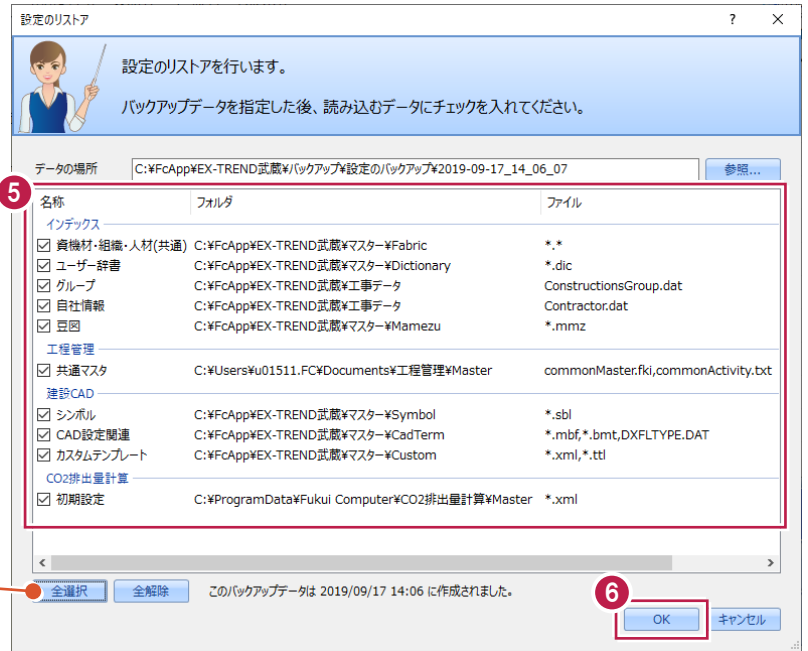 設定のリストア ? ×
設定のリストアを行います。
バックアップデータを指定した後、読み込むデータにチェックを入れてください。
データの場所 C:¥FcApp¥EX-TREND武蔵¥バックアップ¥設定のバックアップ¥2019-09-17_14_06_07 参照...
5
名称 フォルダ ファイル
インデックス
資機材・組織・人材(共通) C:¥FcApp¥EX-TREND武蔵¥マスター¥Fabric *.*
ユーザー辞書 C:¥FcApp¥EX-TREND武蔵¥マスター¥Dictionary *.dic
グループ C:¥FcApp¥EX-TREND武蔵¥工事データ ConstructionsGroup.dat
自社情報 C:¥FcApp¥EX-TREND武蔵¥工事データ Contractor.dat
豆図 C:¥FcApp¥EX-TREND武蔵¥マスター¥Mamezu *.mmz
工程管理
共通マスタ C:¥Users¥u01511.FC¥Documents¥工程管理¥Master commonMaster.fki,commonActivity.txt
建設CAD
シンボル C:¥FcApp¥EX-TREND武蔵¥マスター¥Symbol *.sbl
CAD設定関連 C:¥FcApp¥EX-TREND武蔵¥マスター¥CadTerm *.mbf,*.bmt,DXFLTYPE.DAT
カスタムテンプレート C:¥FcApp¥EX-TREND武蔵¥マスター¥Custom *.xml,*.ttl
CO2排出量計算
初期設定 C:¥ProgramData¥Fukui Computer¥CO2排出量計算¥Master *.xml
全選択 全解除 このバックアップデータは 2019/09/17 14:06 に作成されました。
6
OK キャンセル